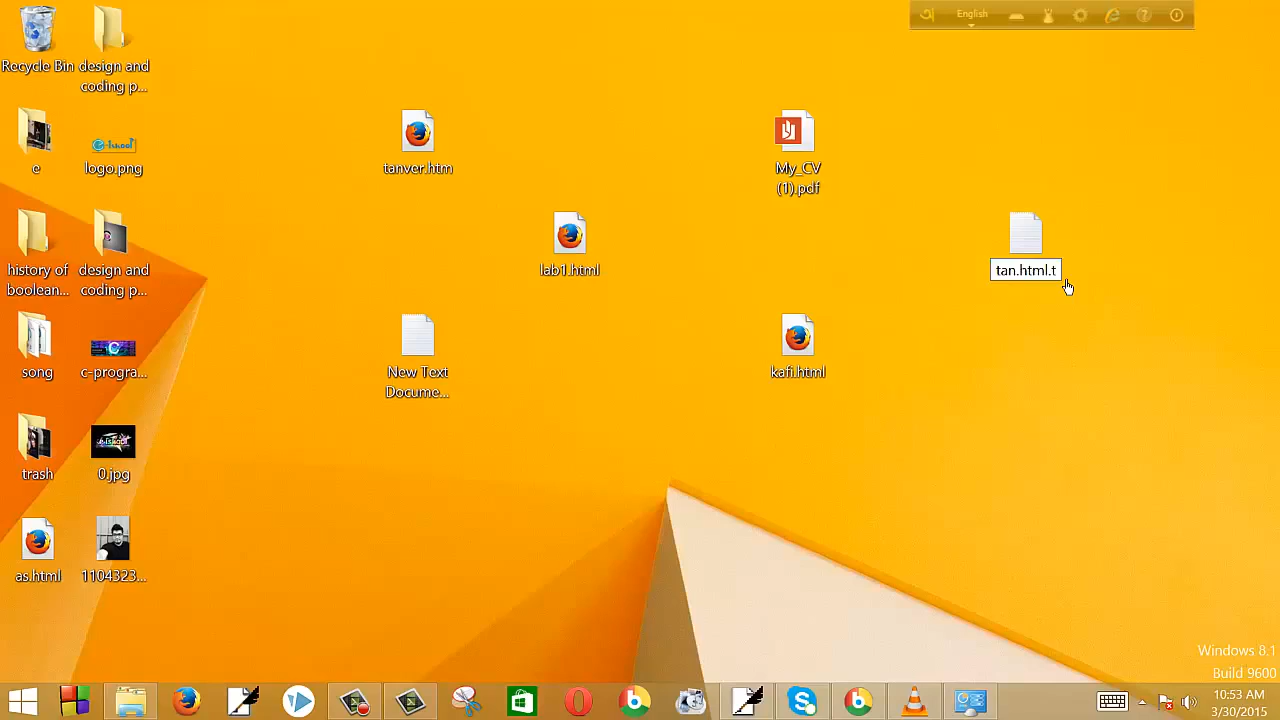 English
Recycle Bin
design and
coding p...
e
logo.png
tanver.htm
My_CV
(1).pdf
history of
boolean...
design and
coding p...
lab1.html
tan.html.t
song
c-progra...
New Text
Docume...
kafi.html
trash
0.jpg
as.html
1104323...
Windows 8.1
Build 9600
10:53 AM
3/30/2015